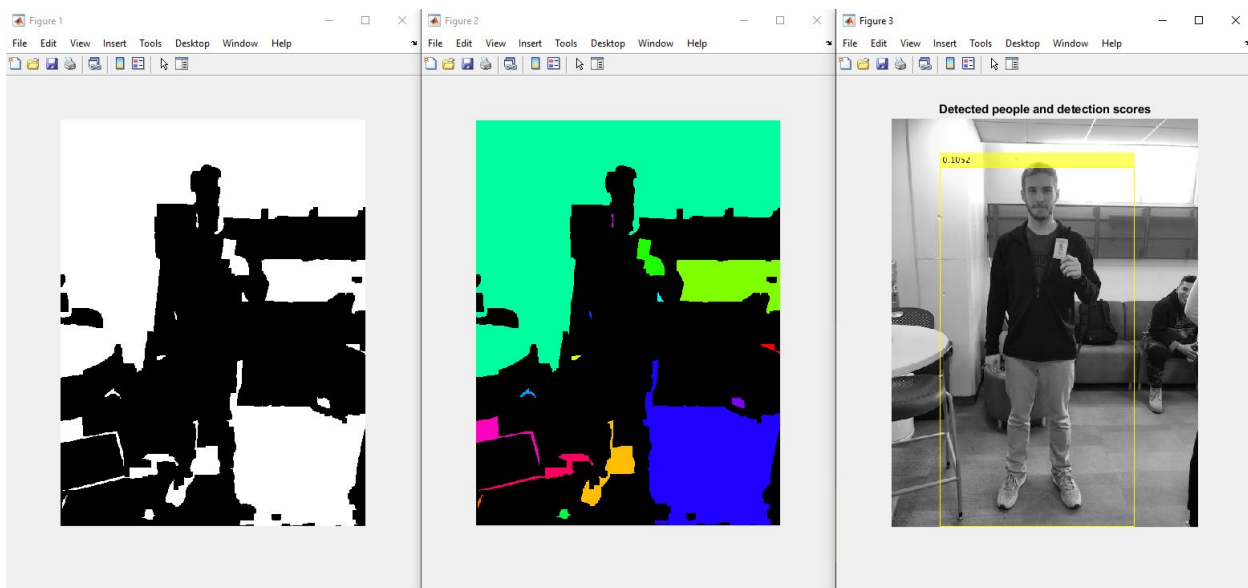 Figure 1
File Edit View Insert Tools Desktop Window Help
Figure 2
File Edit View Insert Tools Desktop Window Help
Figure 3
File Edit View Insert Tools Desktop Window Help
Detected people and detection scores
0.1052